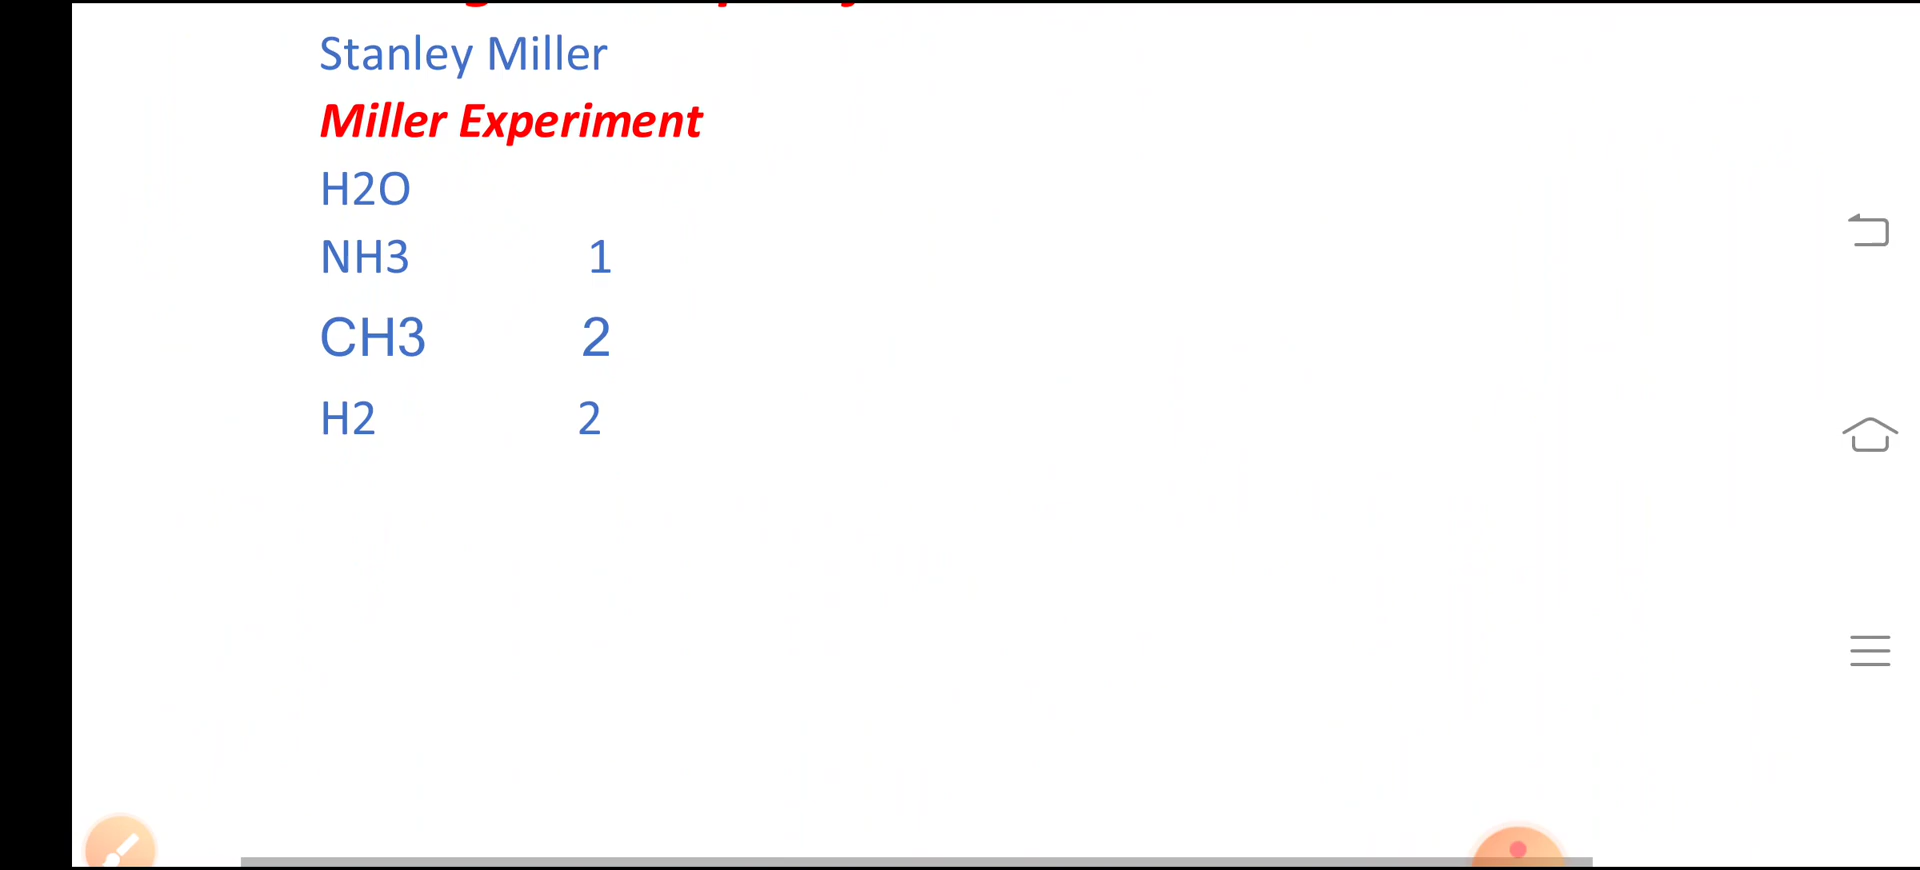 Stanley Miller
Miller Experiment
H2O
NH3 1
CH3 2
H2 2